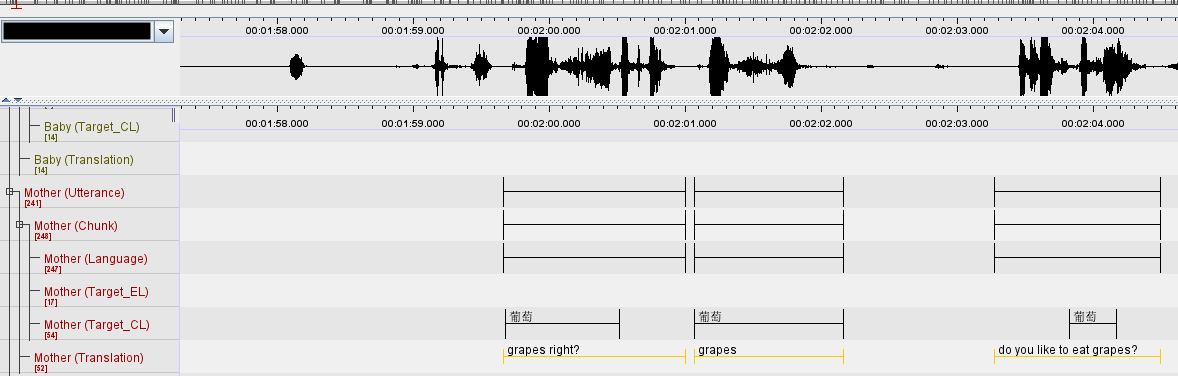 00:01:58.000 00:01:59.000 00:02:00.000 00:02:01.000 00:02:02.000 00:02:03.000 00:02:04.000
00:01:58.000 00:01:59.000 00:02:00.000 00:02:01.000 00:02:02.000 00:02:03.000 00:02:04.000
Baby (Target_CL)
[14]
Baby (Translation)
[14]
Mother (Utterance)
[241]
Mother (Chunk)
[248]
Mother (Language)
[247]
Mother (Target_EL)
[17]
Mother (Target_CL) 葡萄 葡萄 葡萄
[54]
Mother (Translation) grapes right? grapes do you like to eat grapes?
[52]